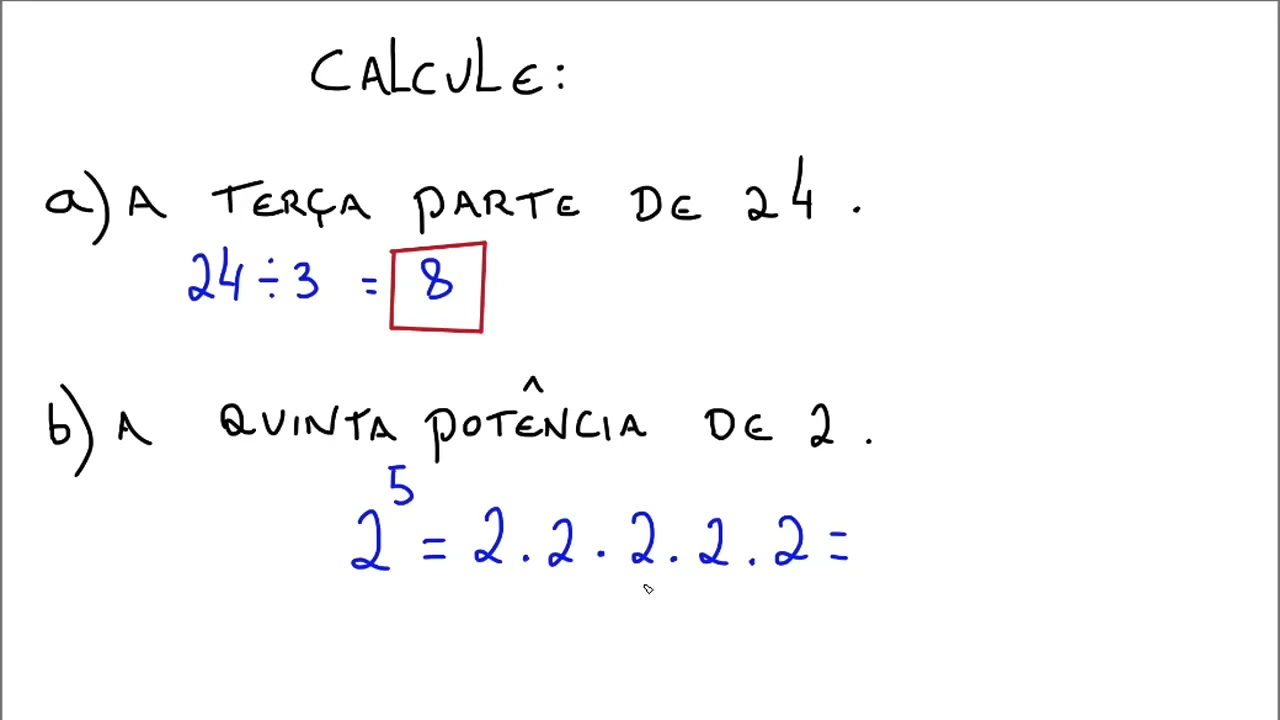 CALCULE:
a) A TERÇA PARTE DE 24.
24 ÷ 3 = 8
b) A QUINTA POTÊNCIA DE 2.
2⁵ = 2 . 2 . 2 . 2 . 2 =